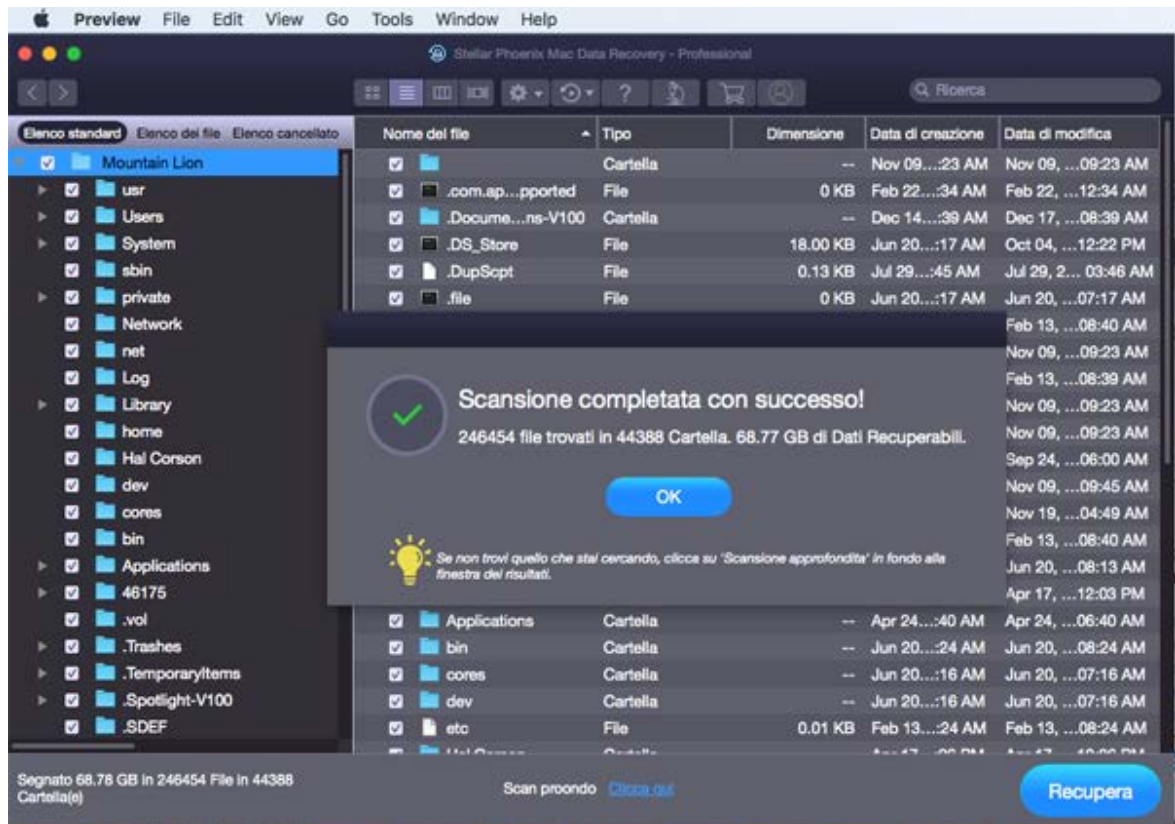 Preview File Edit View Go Tools Window Help
Stellar Phoenix Mac Data Recovery - Professional
Ricerca
Elenco standard Elenco dei file Elenco cancellato
Nome del file Tipo Dimensione Data di creazione Data di modifica
Mountain Lion
usr
Users
System
sbin
private
Network
net
Log
Library
home
Hal Corson
dev
cores
bin
Applications
46175
.vol
.Trashes
.TemporaryItems
.Spotlight-V100
.SDEF
Cartella -- Nov 09...:23 AM Nov 09, ...09:23 AM
.com.ap...pported File 0 KB Feb 22...:34 AM Feb 22, ...12:34 AM
.Docume...ns-V100 Cartella -- Dec 14...:39 AM Dec 17, ...08:39 AM
.DS_Store File 18.00 KB Jun 20...:17 AM Oct 04, ...12:22 PM
.DupScpt File 0.13 KB Jul 29...:45 AM Jul 29, 2... 03:46 AM
.file File 0 KB Jun 20...:17 AM Jun 20, ...07:17 AM
Feb 13, ...08:40 AM
Nov 09, ...09:23 AM
Feb 13, ...08:39 AM
Nov 09, ...09:23 AM
Nov 09, ...09:23 AM
Sep 24, ...06:00 AM
Nov 09, ...09:45 AM
Nov 19, ...04:49 AM
Feb 13, ...08:40 AM
Jun 20, ...08:13 AM
Apr 17, ...12:03 PM
Scansione completata con successo!
246454 file trovati in 44388 Cartella. 68.77 GB di Dati Recuperabili.
OK
Se non trovi quello che stai cercando, clicca su 'Scansione approfondita' in fondo alla
finestra dei risultati.
Applications Cartella -- Apr 24...:40 AM Apr 24, ...06:40 AM
bin Cartella -- Jun 20...:24 AM Jun 20, ...08:24 AM
cores Cartella -- Jun 20...:16 AM Jun 20, ...07:16 AM
dev Cartella -- Jun 20...:16 AM Jun 20, ...07:16 AM
etc File 0.01 KB Feb 13...:24 AM Feb 13, ...08:24 AM
Segnato 68.78 GB in 246454 File in 44388
Cartella(e)
Scan proondo Clicca qui
Recupera